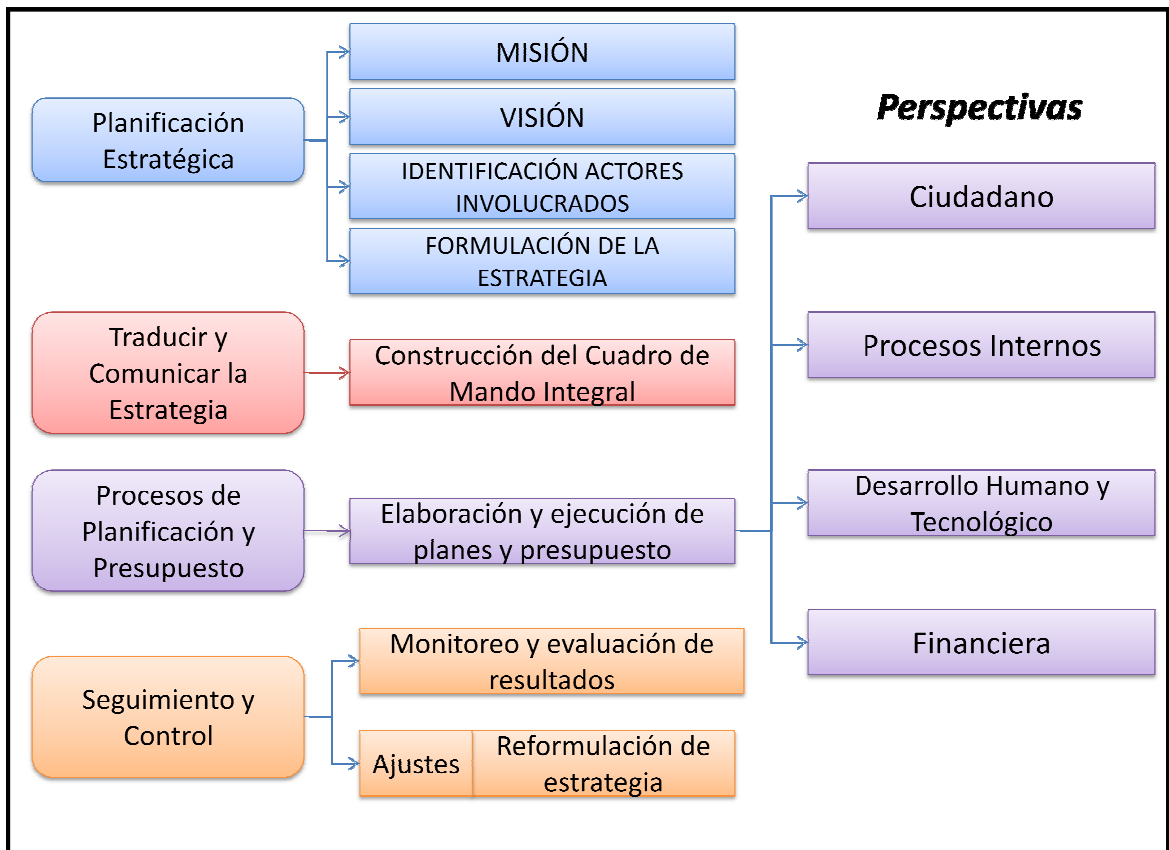 Planificación
Estratégica
MISIÓN
VISIÓN
IDENTIFICACIÓN ACTORES
INVOLUCRADOS
FORMULACIÓN DE LA
ESTRATEGIA
Traducir y
Comunicar la
Estrategia
Construcción del Cuadro de
Mando Integral
Procesos de
Planificación y
Presupuesto
Elaboración y ejecución de
planes y presupuesto
Seguimiento y
Control
Monitoreo y evaluación de
resultados
Ajustes
Reformulación de
estrategia
Perspectivas
Ciudadano
Procesos Internos
Desarrollo Humano y
Tecnológico
Financiera